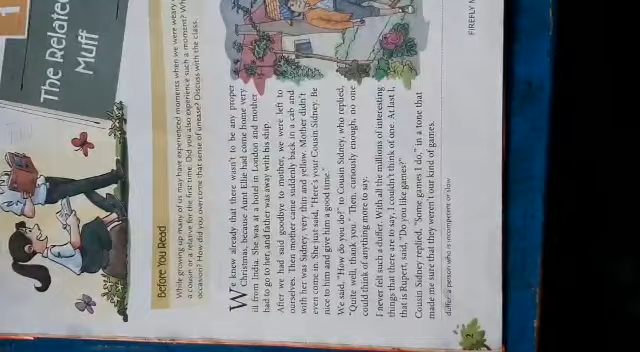 1
The Related
Muff
Before You Read
While growing up many of us may have experienced moments when we were weary
a cousin or a relative for the first time. Did you also experience such a moment?
occasion? How did you overcome that sense of unease? Discuss with the class.
We knew already that there wasn't to be any proper
Christmas, because Aunt Ellie had come home very
ill from India. She was at a hotel in London and mother
had to go to her, and father was away with his ship.
After we had said goodbye to mother, we were left to
ourselves. Then mother came suddenly back in a cab and
with her was Sidney, very thin and yellow. Mother didn't
even come in. She just said, "Here's your Cousin Sidney. Be
nice to him and give him a good time."
We said, "How do you do?" to Cousin Sidney, who replied,
"Quite well, thank you." Then, curiously enough, no one
could think of anything more to say.
I never felt such a duffer. With all the millions of interesting
things that there are to say, I couldn't think of one. At last I,
that is Rupert, said, "Do you like games?"
Cousin Sidney replied, "Some games I do," in a tone that
made me sure that they weren't our kind of games.
duffer: a person who is incompetent or slow
2
FIREFLY